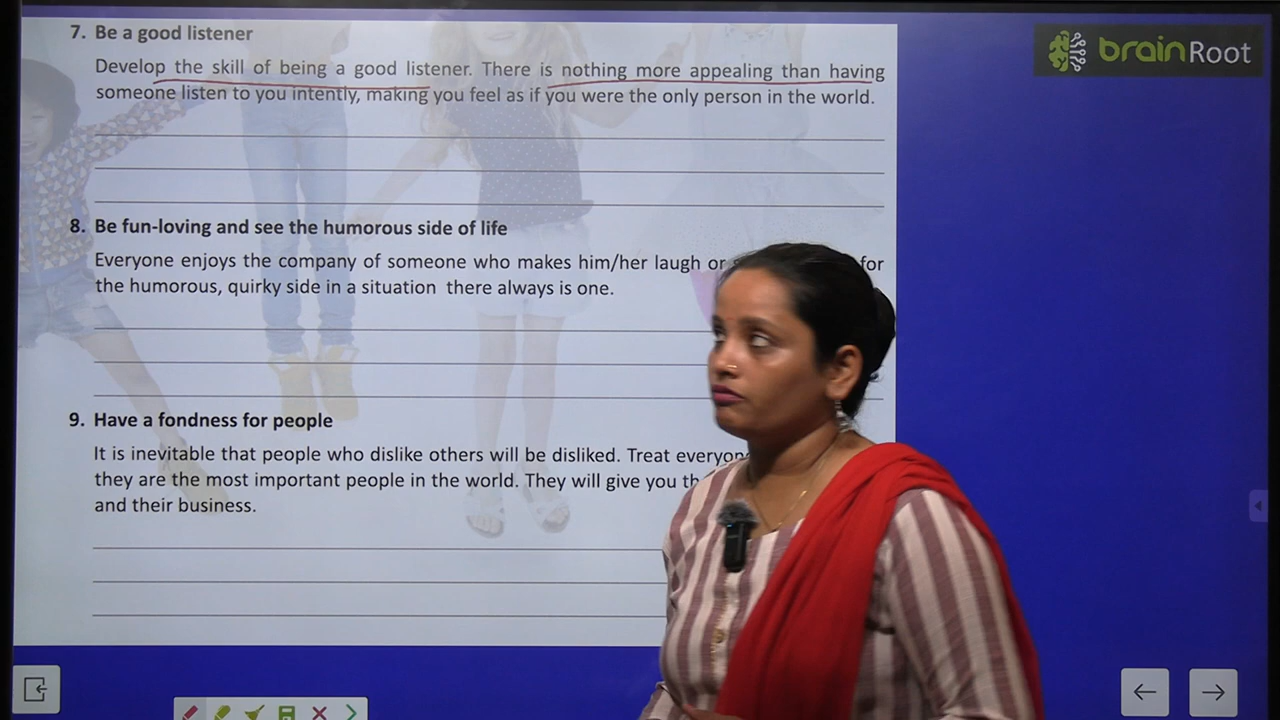 7. Be a good listener
brainRoot
Develop the skill of being a good listener. There is nothing more appealing than having
someone listen to you intently, making you feel as if you were the only person in the world.
8. Be fun-loving and see the humorous side of life
Everyone enjoys the company of someone who makes him/her laugh or for
the humorous, quirky side in a situation there always is one.
9. Have a fondness for people
It is inevitable that people who dislike others will be disliked. Treat
they are the most important people in the world. They will give you
and their business.